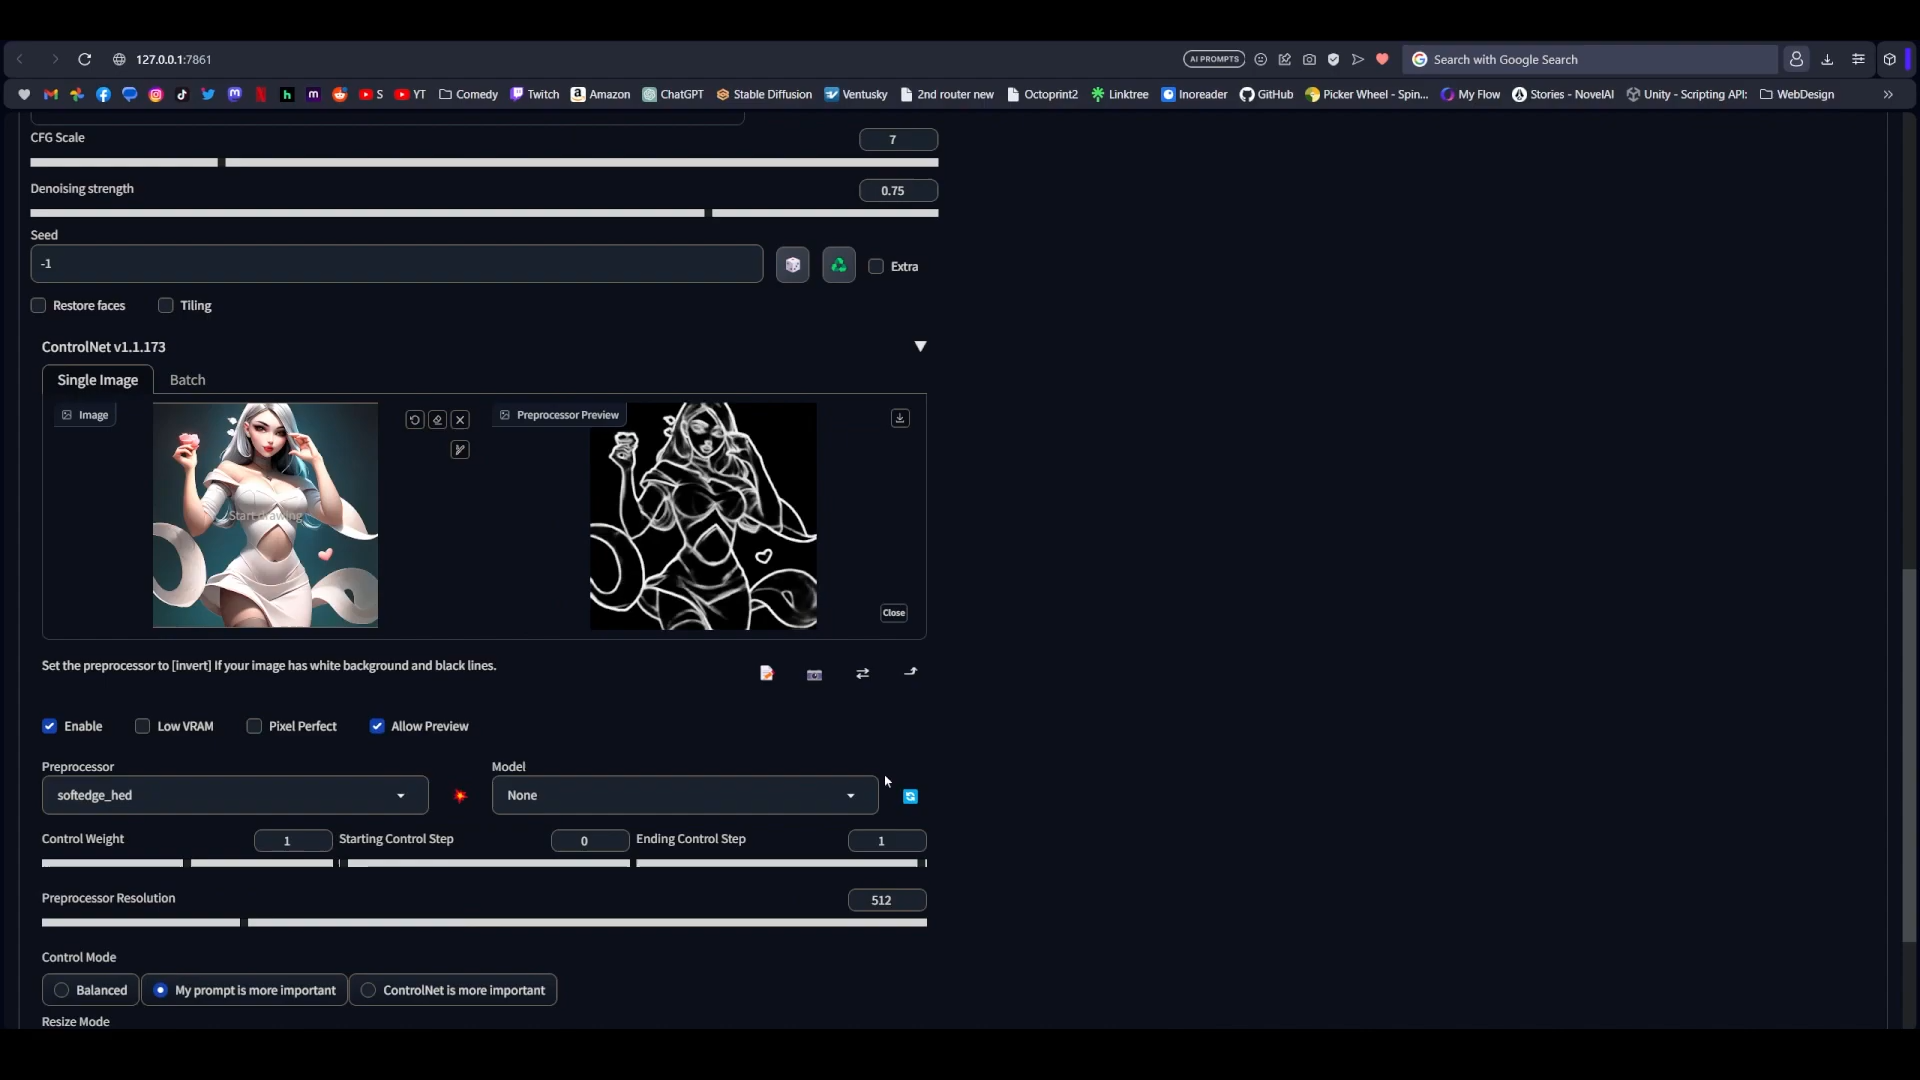 127.0.0.1:7861
AI PROMPTS
Search with Google Search
S
YT
Comedy
Twitch
Amazon
ChatGPT
Stable Diffusion
Ventusky
2nd router new
Octoprint2
Linktree
Inoreader
GitHub
Picker Wheel - Spin...
My Flow
Stories - NovelAI
Unity - Scripting API:
WebDesign
CFG Scale
7
Denoising strength
0.75
Seed
-1
Extra
Restore faces
Tiling
ControlNet v1.1.173
Single Image
Batch
Image
Preprocessor Preview
Start drawing
Close
Set the preprocessor to [invert] If your image has white background and black lines.
Enable
Low VRAM
Pixel Perfect
Allow Preview
Preprocessor
Model
softedge_hed
None
Control Weight
1
Starting Control Step
0
Ending Control Step
1
Preprocessor Resolution
512
Control Mode
Balanced
My prompt is more important
ControlNet is more important
Resize Mode